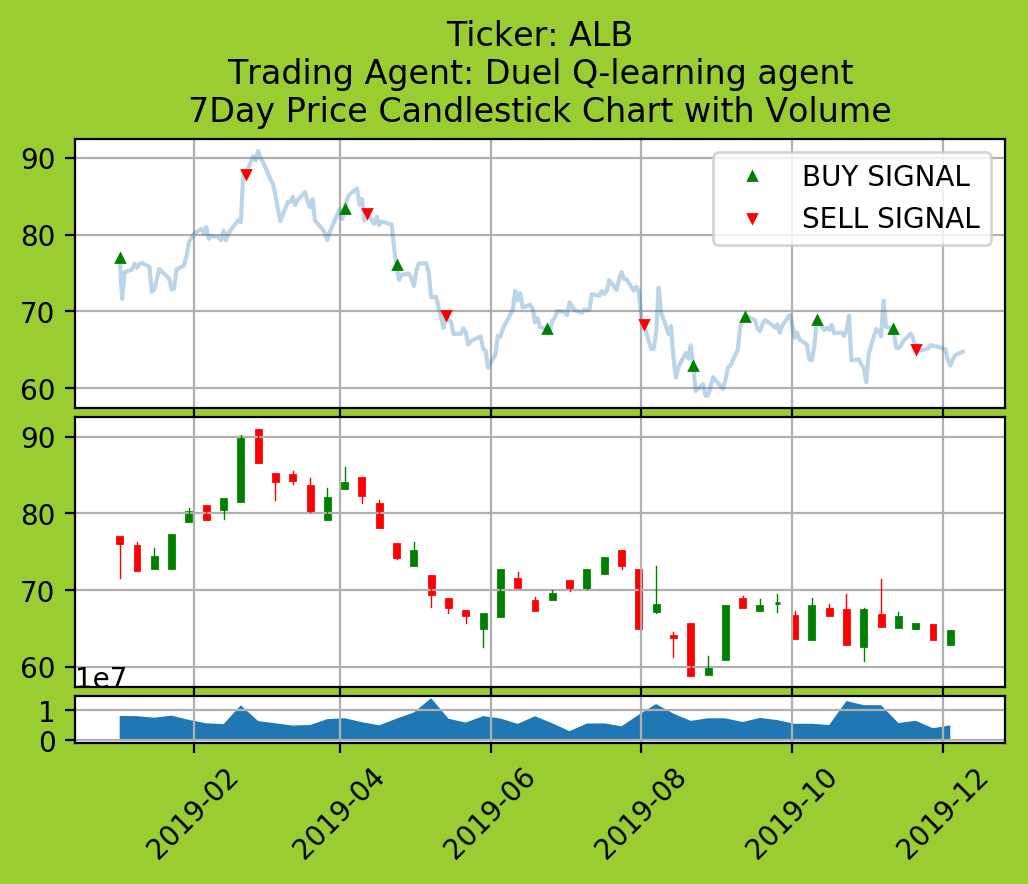 Ticker: ALB
Trading Agent: Duel Q-learning agent
7Day Price Candlestick Chart with Volume
90
80
70
60
BUY SIGNAL
SELL SIGNAL
90
80
70
60
1e7
1
0
2019-02
2019-04
2019-06
2019-08
2019-10
2019-12